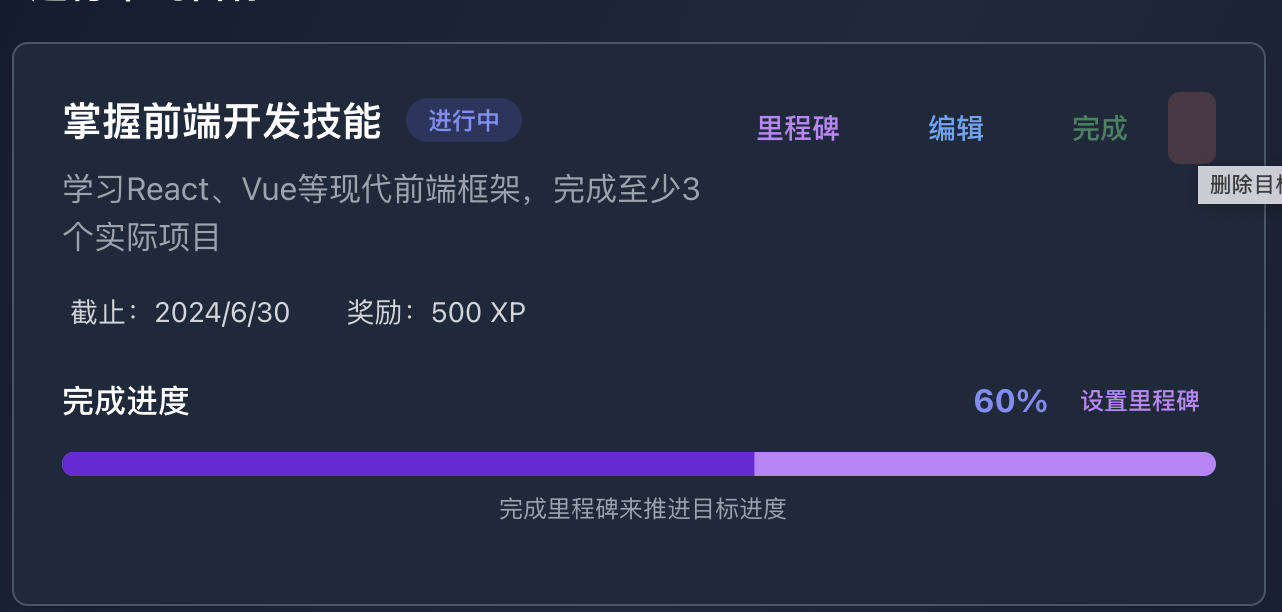 掌握前端开发技能 进行中 里程碑 编辑 完成
删除目标
学习React、Vue等现代前端框架，完成至少3
个实际项目
截止：2024/6/30 奖励：500 XP
完成进度 60% 设置里程碑
完成里程碑来推进目标进度